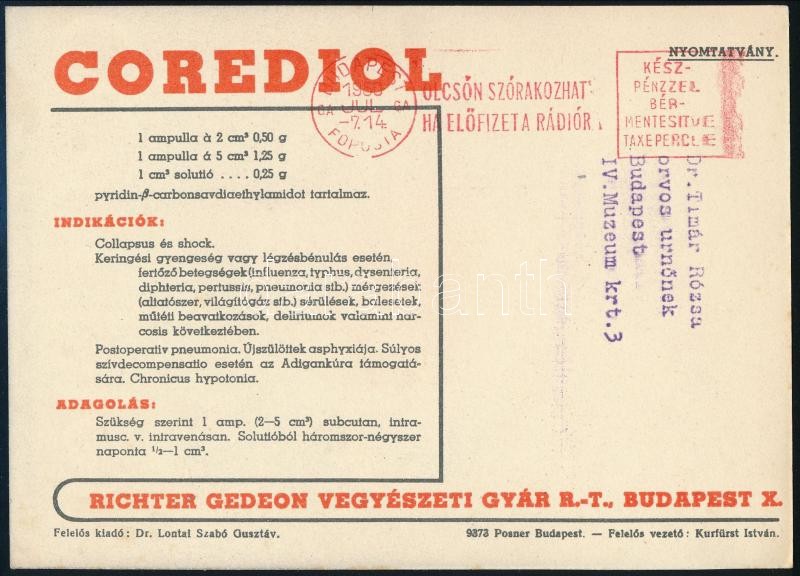 COREDIOL
NYOMTATVÁNY.
BUDAPEST
JUL
-7.14
FŐPOSTA
OLCSÓN SZÓRAKOZHAT
HA ELŐFIZET A RÁDIÓR
KÉSZ-
PÉNZZEL
BÉR-
MENTESITVE
TAXE PERCUE
1 ampulla à 2 cm³ 0,50 g
1 ampulla á 5 cm³ 1,25 g
1 cm³ solutió .... 0,25 g
pyridin-β-carbonsavdiaethylamidot tartalmaz.
INDIKÁCIÓK:
Collapsus és shock.
Keringési gyengeség vagy légzésbénulás esetén,
fertőző betegségek (influenza, typhus, dysenteria,
diphteria, pertussis, pneumonia stb.) mérgezések
(altatószer, világítógáz stb.) sérülések, balesetek,
műtéti beavatkozások, deliriumok valamint nar-
cosis következtében.
Postoperativ pneumonia. Újszülöttek asphyxiája. Súlyos
szívdecompensatio esetén az Adigankúra támogatá-
sára. Chronicus hypotonia.
ADAGOLÁS:
Szükség szerint 1 amp. (2—5 cm³) subcutan, intra-
musc. v. intravenásan. Solutióból háromszor-négyszer
naponta ½—1 cm³.
Dr. Timár Rózsa
orvos urnőnek
Budapest
IV. Muzeum krt. 3
RICHTER GEDEON VEGYÉSZETI GYÁR R.-T., BUDAPEST X.
Felelős kiadó: Dr. Lontai Szabó Gusztáv.
9373 Posner Budapest. — Felelős vezető: Kurfürst István.